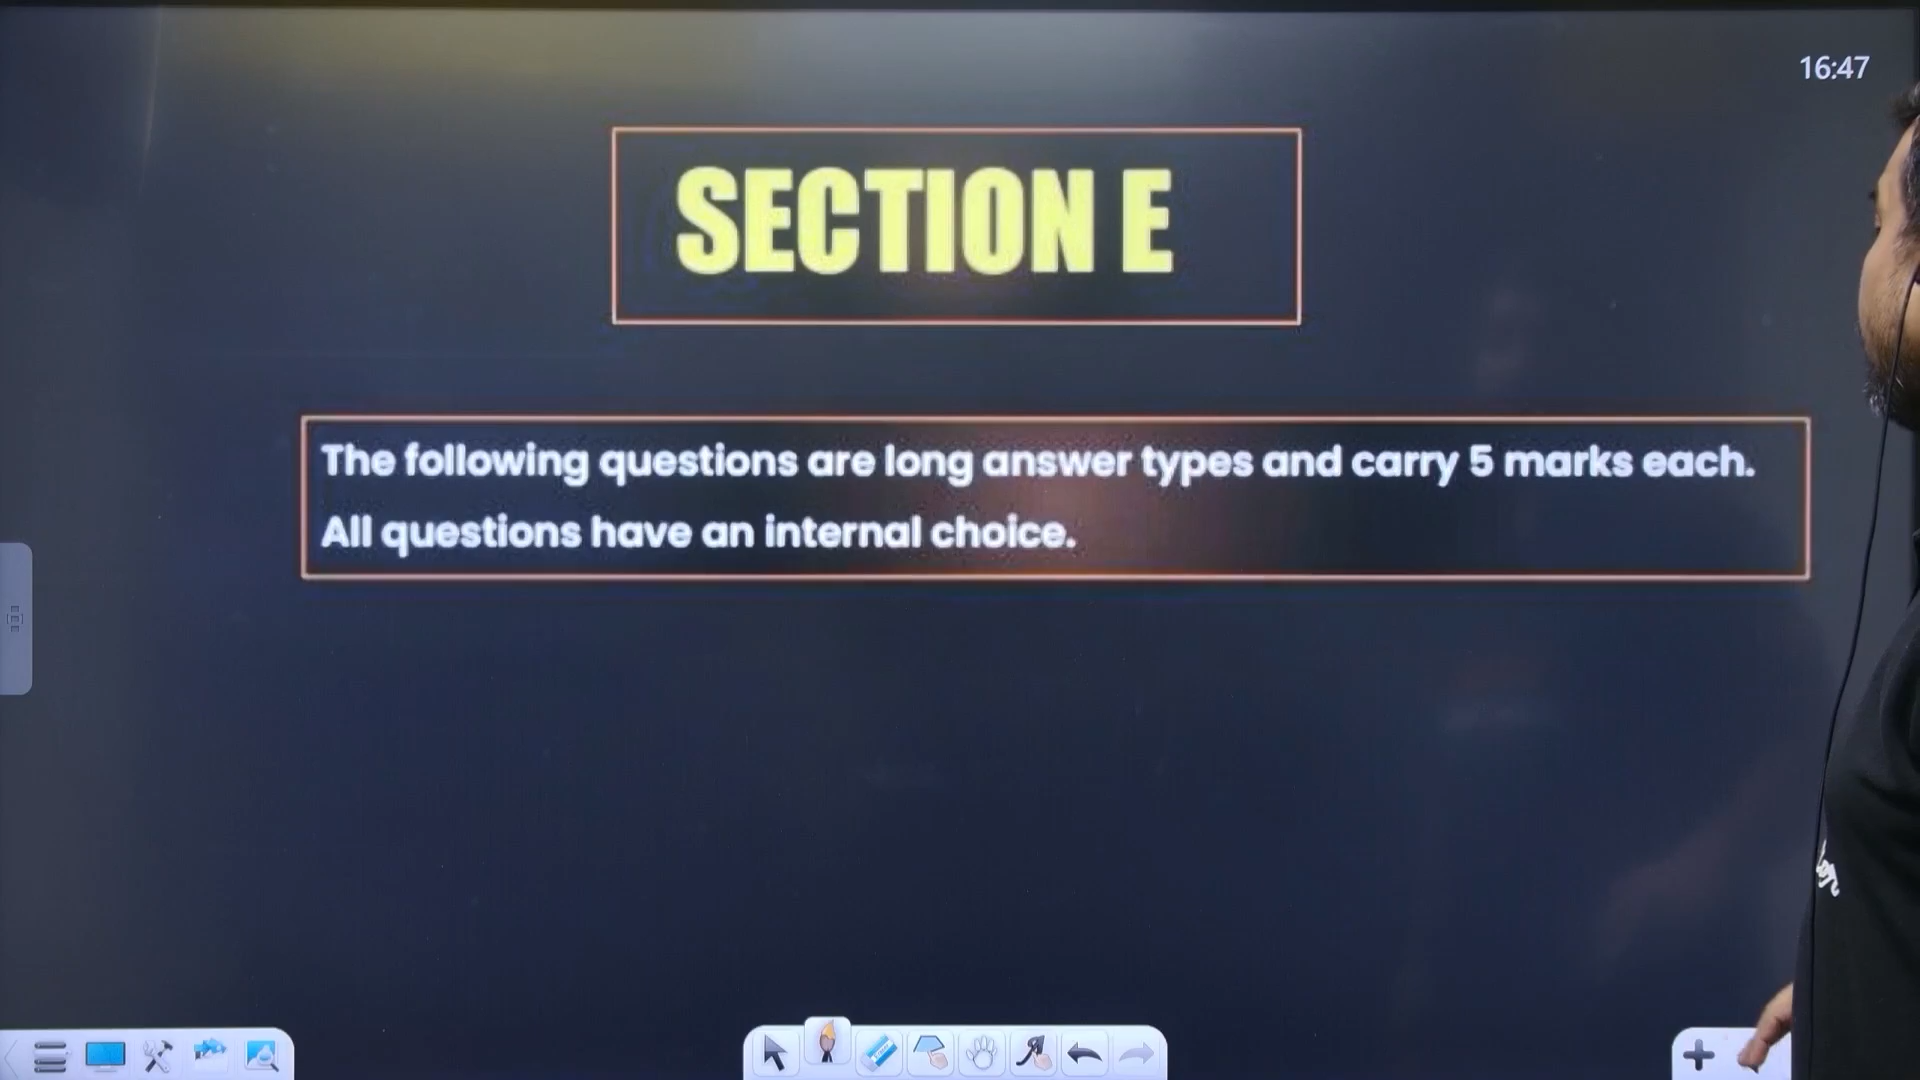 16:47
SECTION E
The following questions are long answer types and carry 5 marks each.
All questions have an internal choice.